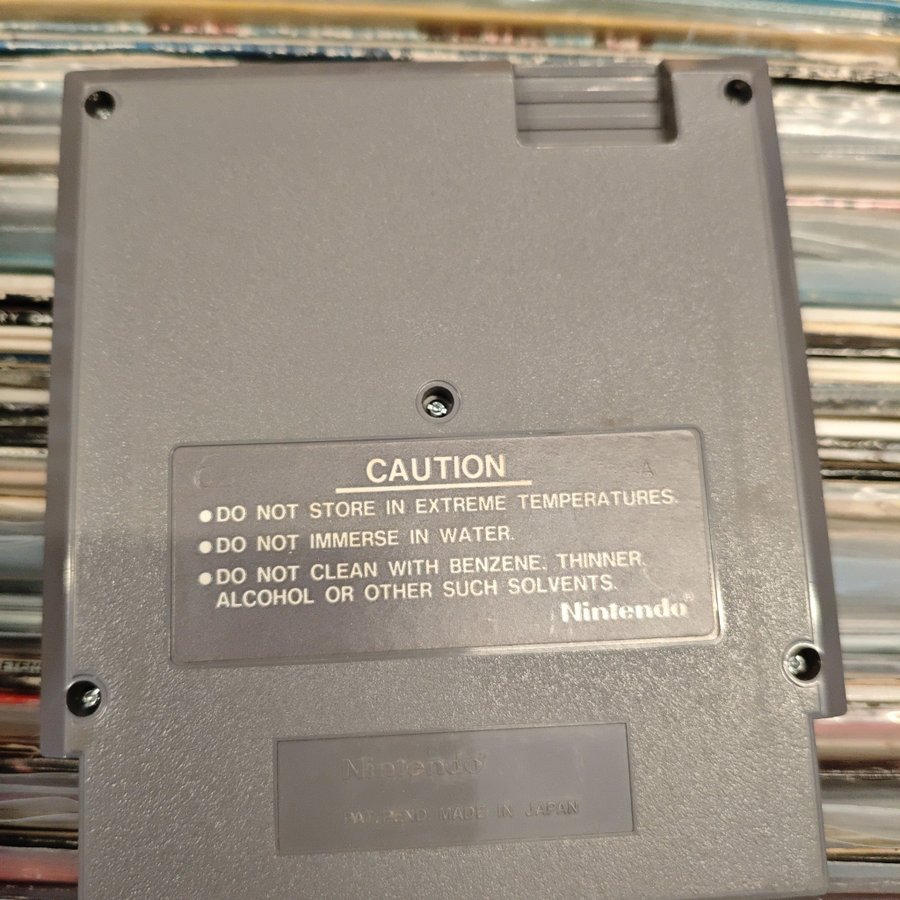 CAUTION
A
● DO NOT STORE IN EXTREME TEMPERATURES.
● DO NOT IMMERSE IN WATER.
● DO NOT CLEAN WITH BENZENE, THINNER,
ALCOHOL OR OTHER SUCH SOLVENTS.
Nintendo®
Nintendo®
PAT. PEND MADE IN JAPAN